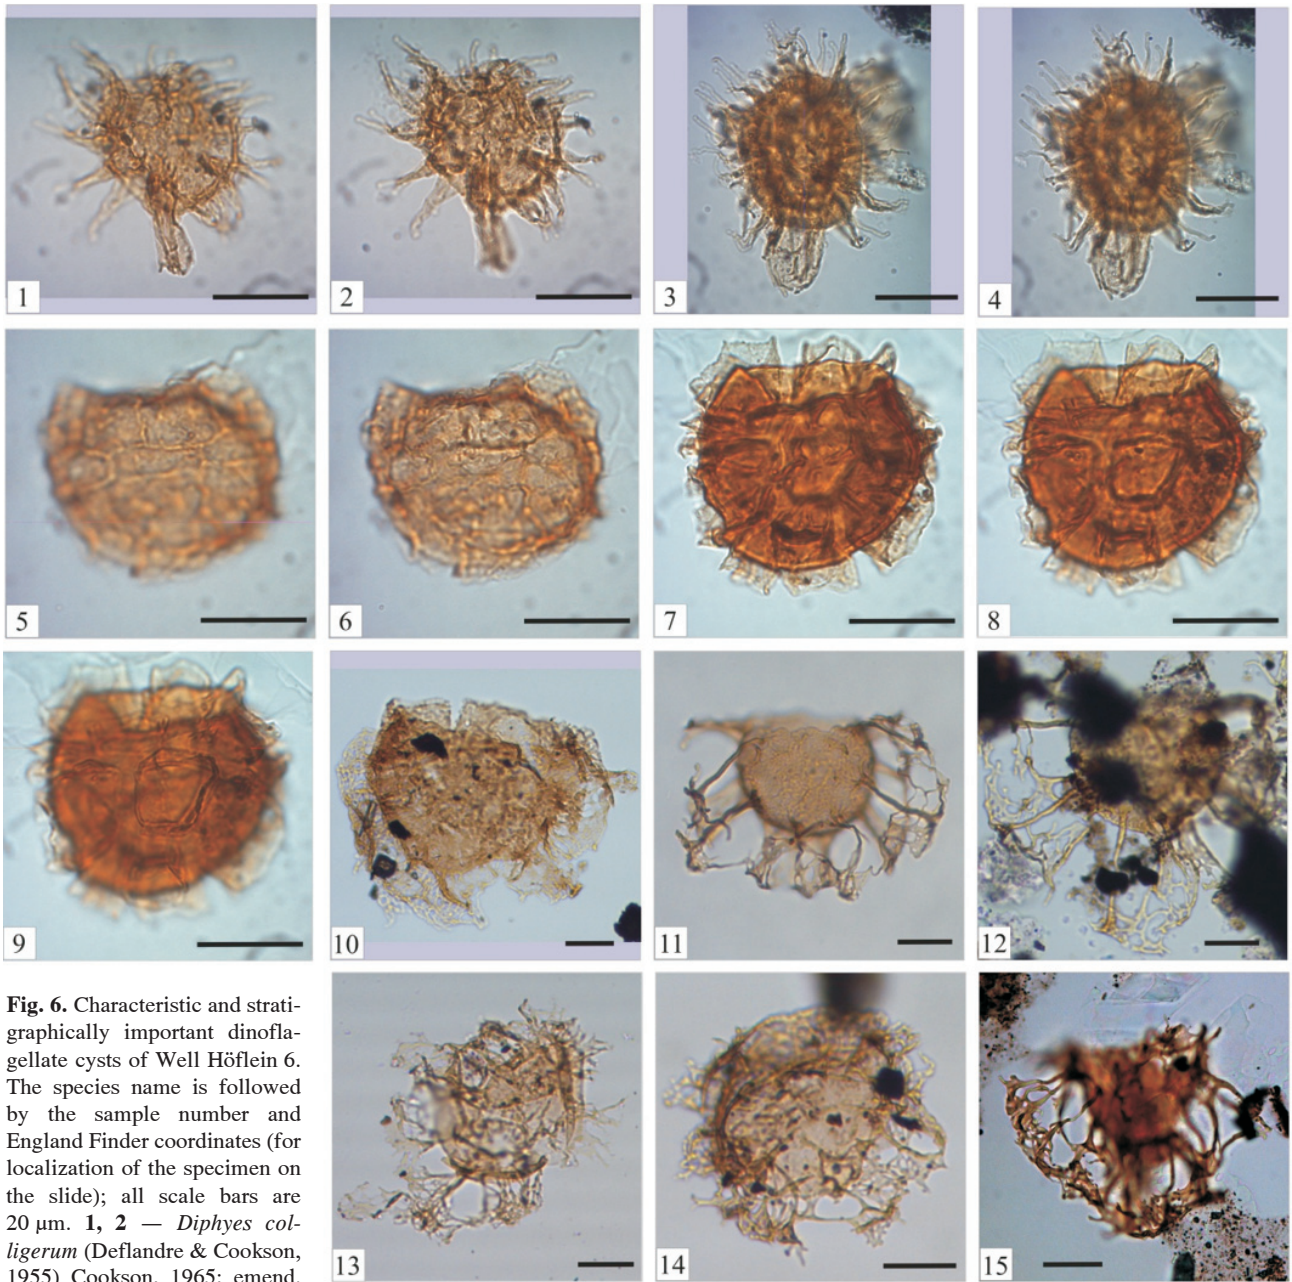 1
2
3
4
5
6
7
8
9
10
11
12
13
14
15
Fig. 6. Characteristic and strati-
graphically important dinofla-
gellate cysts of Well Höflein 6.
The species name is followed
by the sample number and
England Finder coordinates (for
localization of the specimen on
the slide); all scale bars are
20 µm. 1, 2 — Diphyes col-
ligerum (Deflandre & Cookson,
1955) Cookson, 1965; emend.